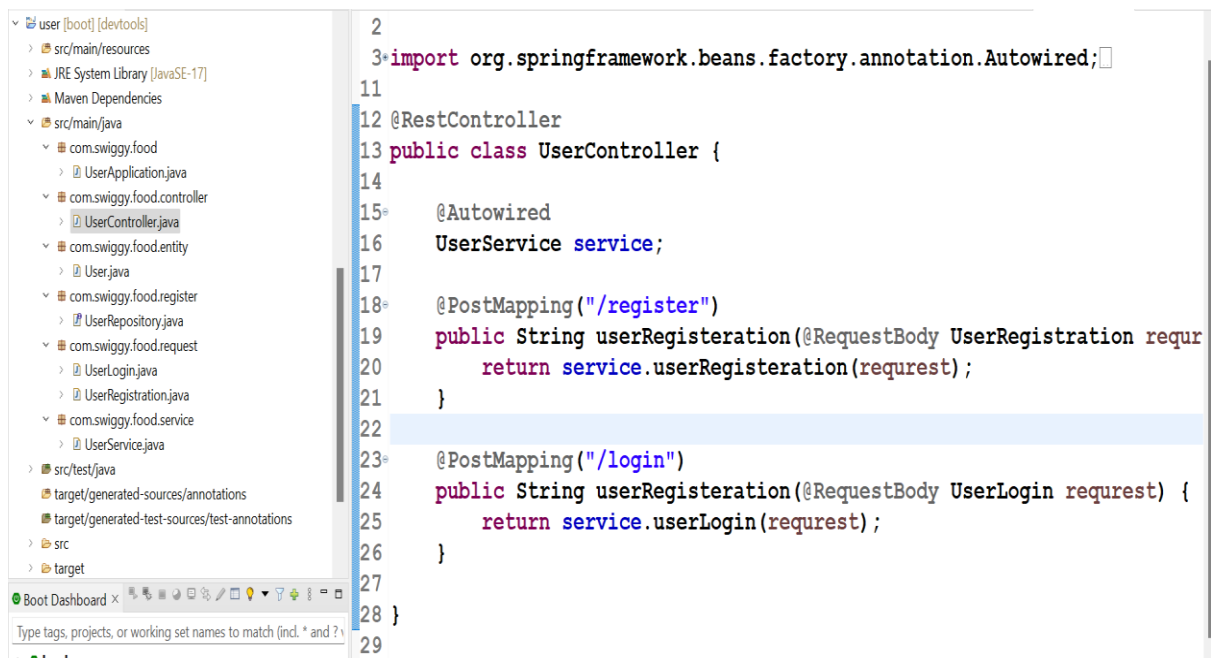 user [boot] [devtools]
src/main/resources
JRE System Library [JavaSE-17]
Maven Dependencies
src/main/java
com.swiggy.food
UserApplication.java
com.swiggy.food.controller
UserController.java
com.swiggy.food.entity
User.java
com.swiggy.food.register
UserRepository.java
com.swiggy.food.request
UserLogin.java
UserRegistration.java
com.swiggy.food.service
UserService.java
src/test/java
target/generated-sources/annotations
target/generated-test-sources/test-annotations
src
target
Boot Dashboard
Type tags, projects, or working set names to match (incl. * and ?
2
3 import org.springframework.beans.factory.annotation.Autowired;
11
12 @RestController
13 public class UserController {
14
15 @Autowired
16 UserService service;
17
18 @PostMapping("/register")
19 public String userRegisteration(@RequestBody UserRegistration requr
20 return service.userRegisteration(requrest);
21 }
22
23 @PostMapping("/login")
24 public String userRegisteration(@RequestBody UserLogin requrest) {
25 return service.userLogin(requrest);
26 }
27
28 }
29